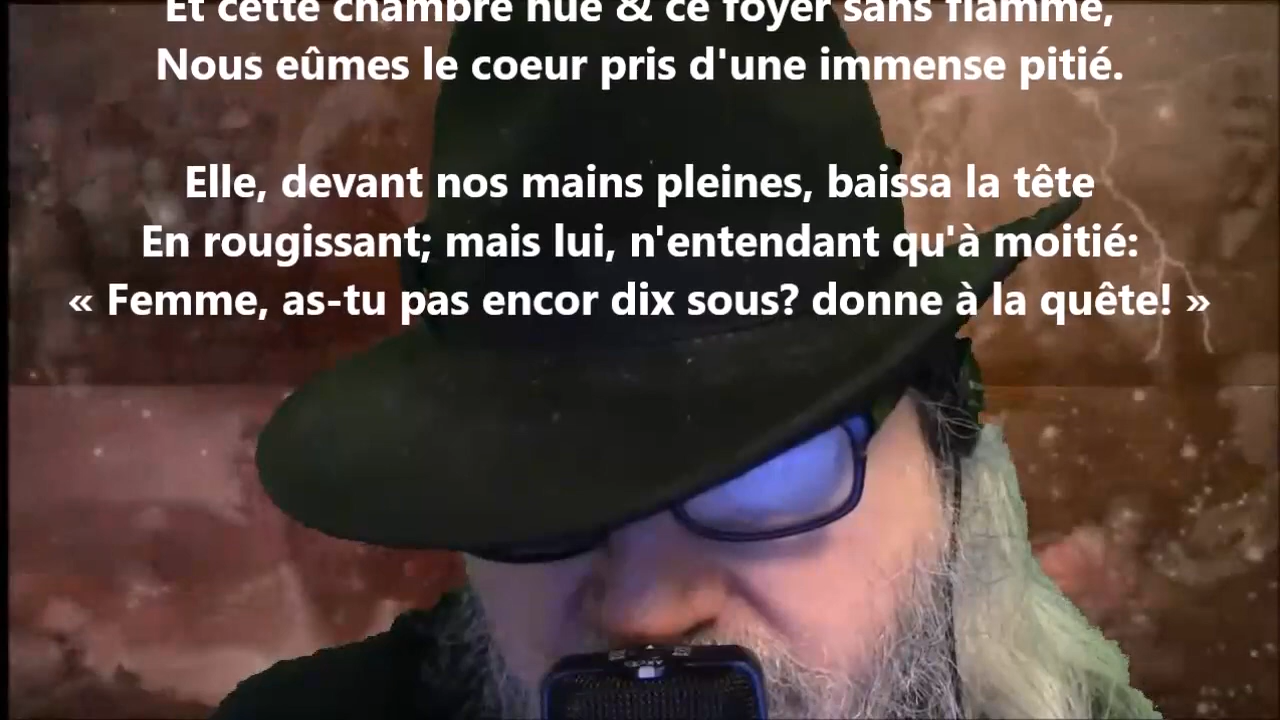 Et cette chambre nue & ce foyer sans flamme,
Nous eûmes le coeur pris d'une immense pitié.
Elle, devant nos mains pleines, baissa la tête
En rougissant; mais lui, n'entendant qu'à moitié:
« Femme, as-tu pas encor dix sous? donne à la quête! »